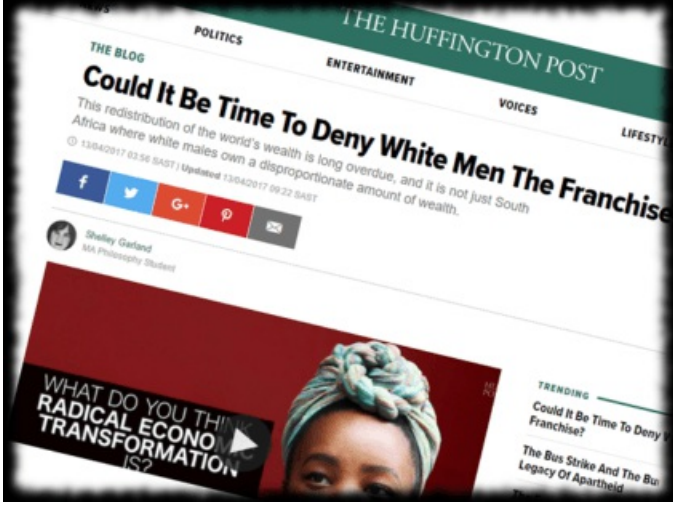 THE HUFFINGTON POST
NEWS
POLITICS
ENTERTAINMENT
VOICES
LIFESTYL
THE BLOG
Could It Be Time To Deny White Men The Franchise
This redistribution of the world's wealth is long overdue, and it is not just South
Africa where white males own a disproportionate amount of wealth.
13/04/2017 03:56 SAST | Updated 13/04/2017 09:22 SAST
f
G+
Shelley Garland
MA Philosophy Student
WHAT DO YOU THINK
RADICAL ECONOMIC
TRANSFORMATION
IS?
TRENDING
Could It Be Time To Deny W
Franchise?
The Bus Strike And The Bu
Legacy Of Apartheid